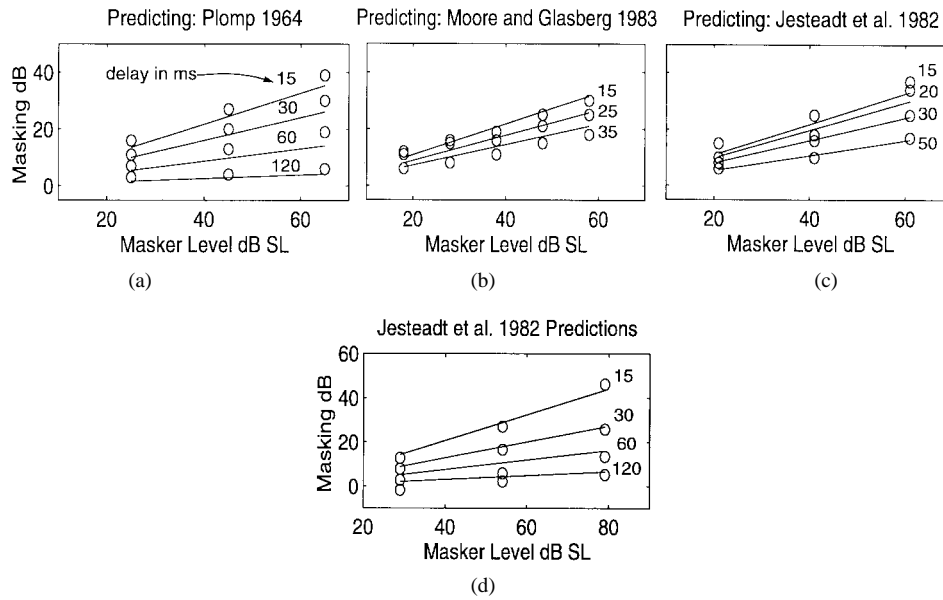 Predicting: Plomp 1964
Predicting: Moore and Glasberg 1983
Predicting: Jesteadt et al. 1982
Masking dB
40
20
0
delay in ms
15
30
60
120
20 40 60
Masker Level dB SL
(a)
15
25
35
20 40 60
Masker Level dB SL
(b)
15
20
30
50
20 40 60
Masker Level dB SL
(c)
Jesteadt et al. 1982 Predictions
Masking dB
60
40
20
0
15
30
60
120
20 40 60 80
Masker Level dB SL
(d)